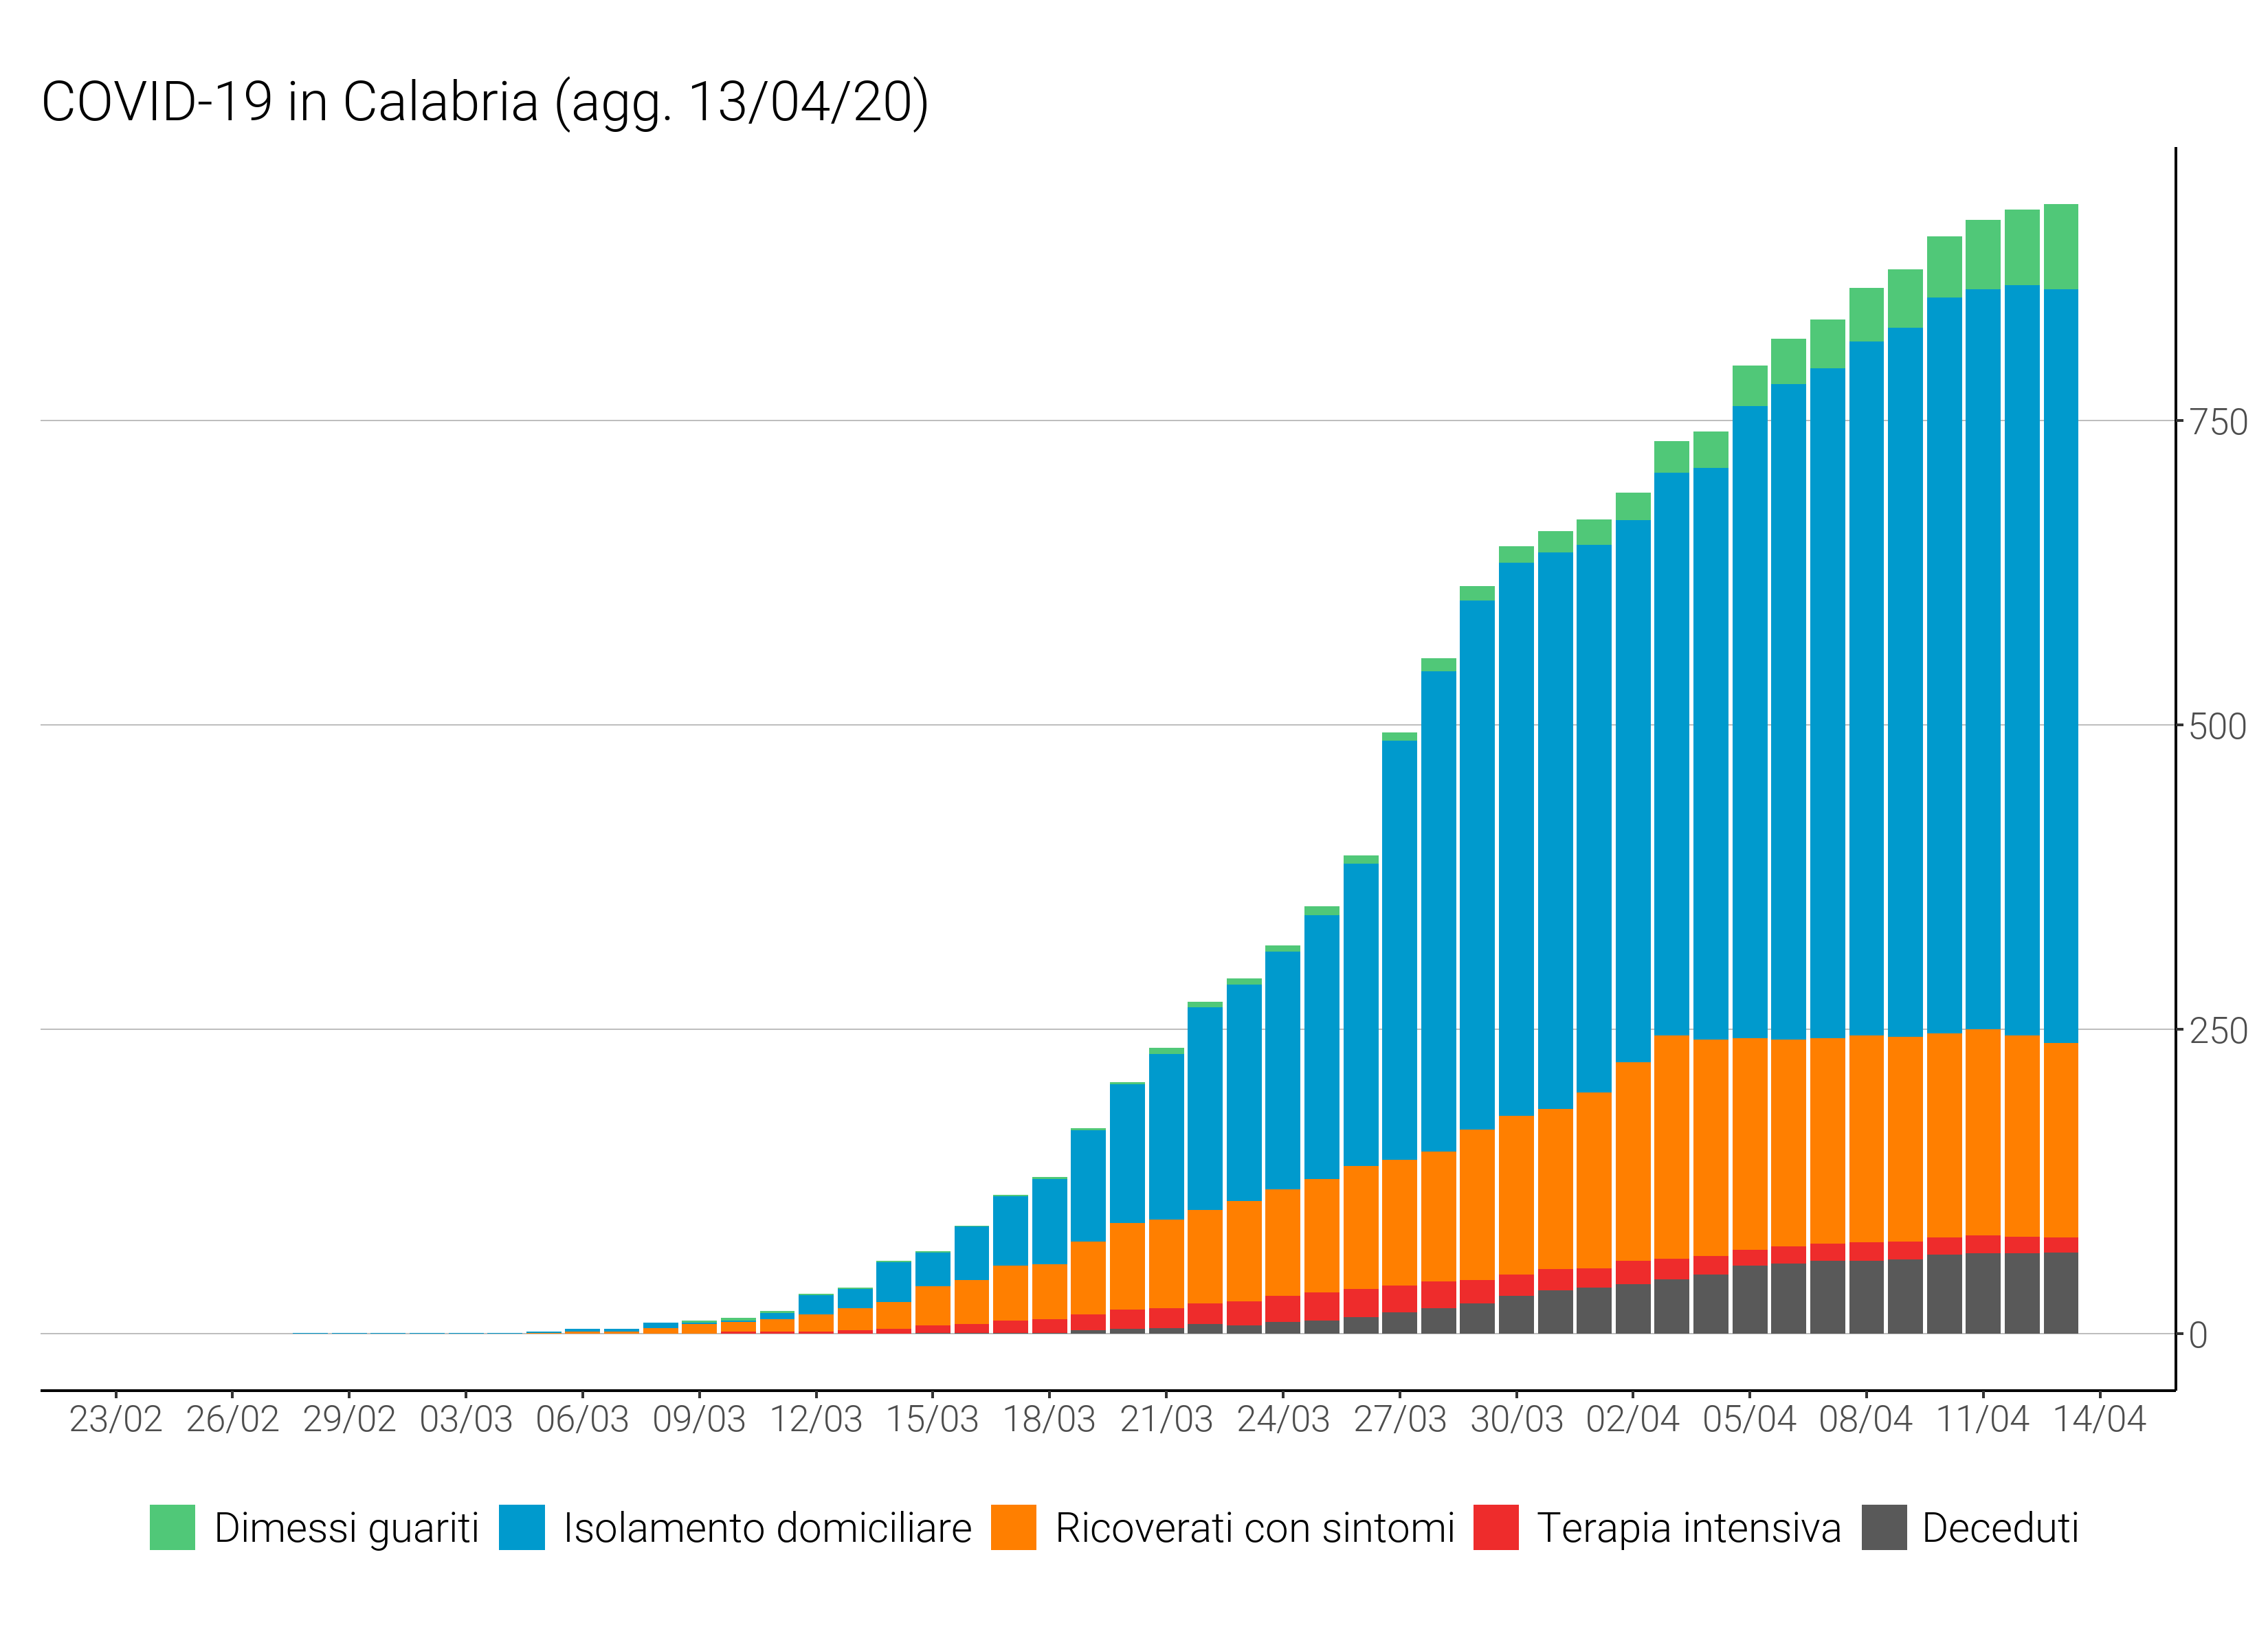 COVID-19 in Calabria (agg. 13/04/20)
750
500
250
0
23/02 26/02 29/02 03/03 06/03 09/03 12/03 15/03 18/03 21/03 24/03 27/03 30/03 02/04 05/04 08/04 11/04 14/04
Dimessi guariti Isolamento domiciliare Ricoverati con sintomi Terapia intensiva Deceduti